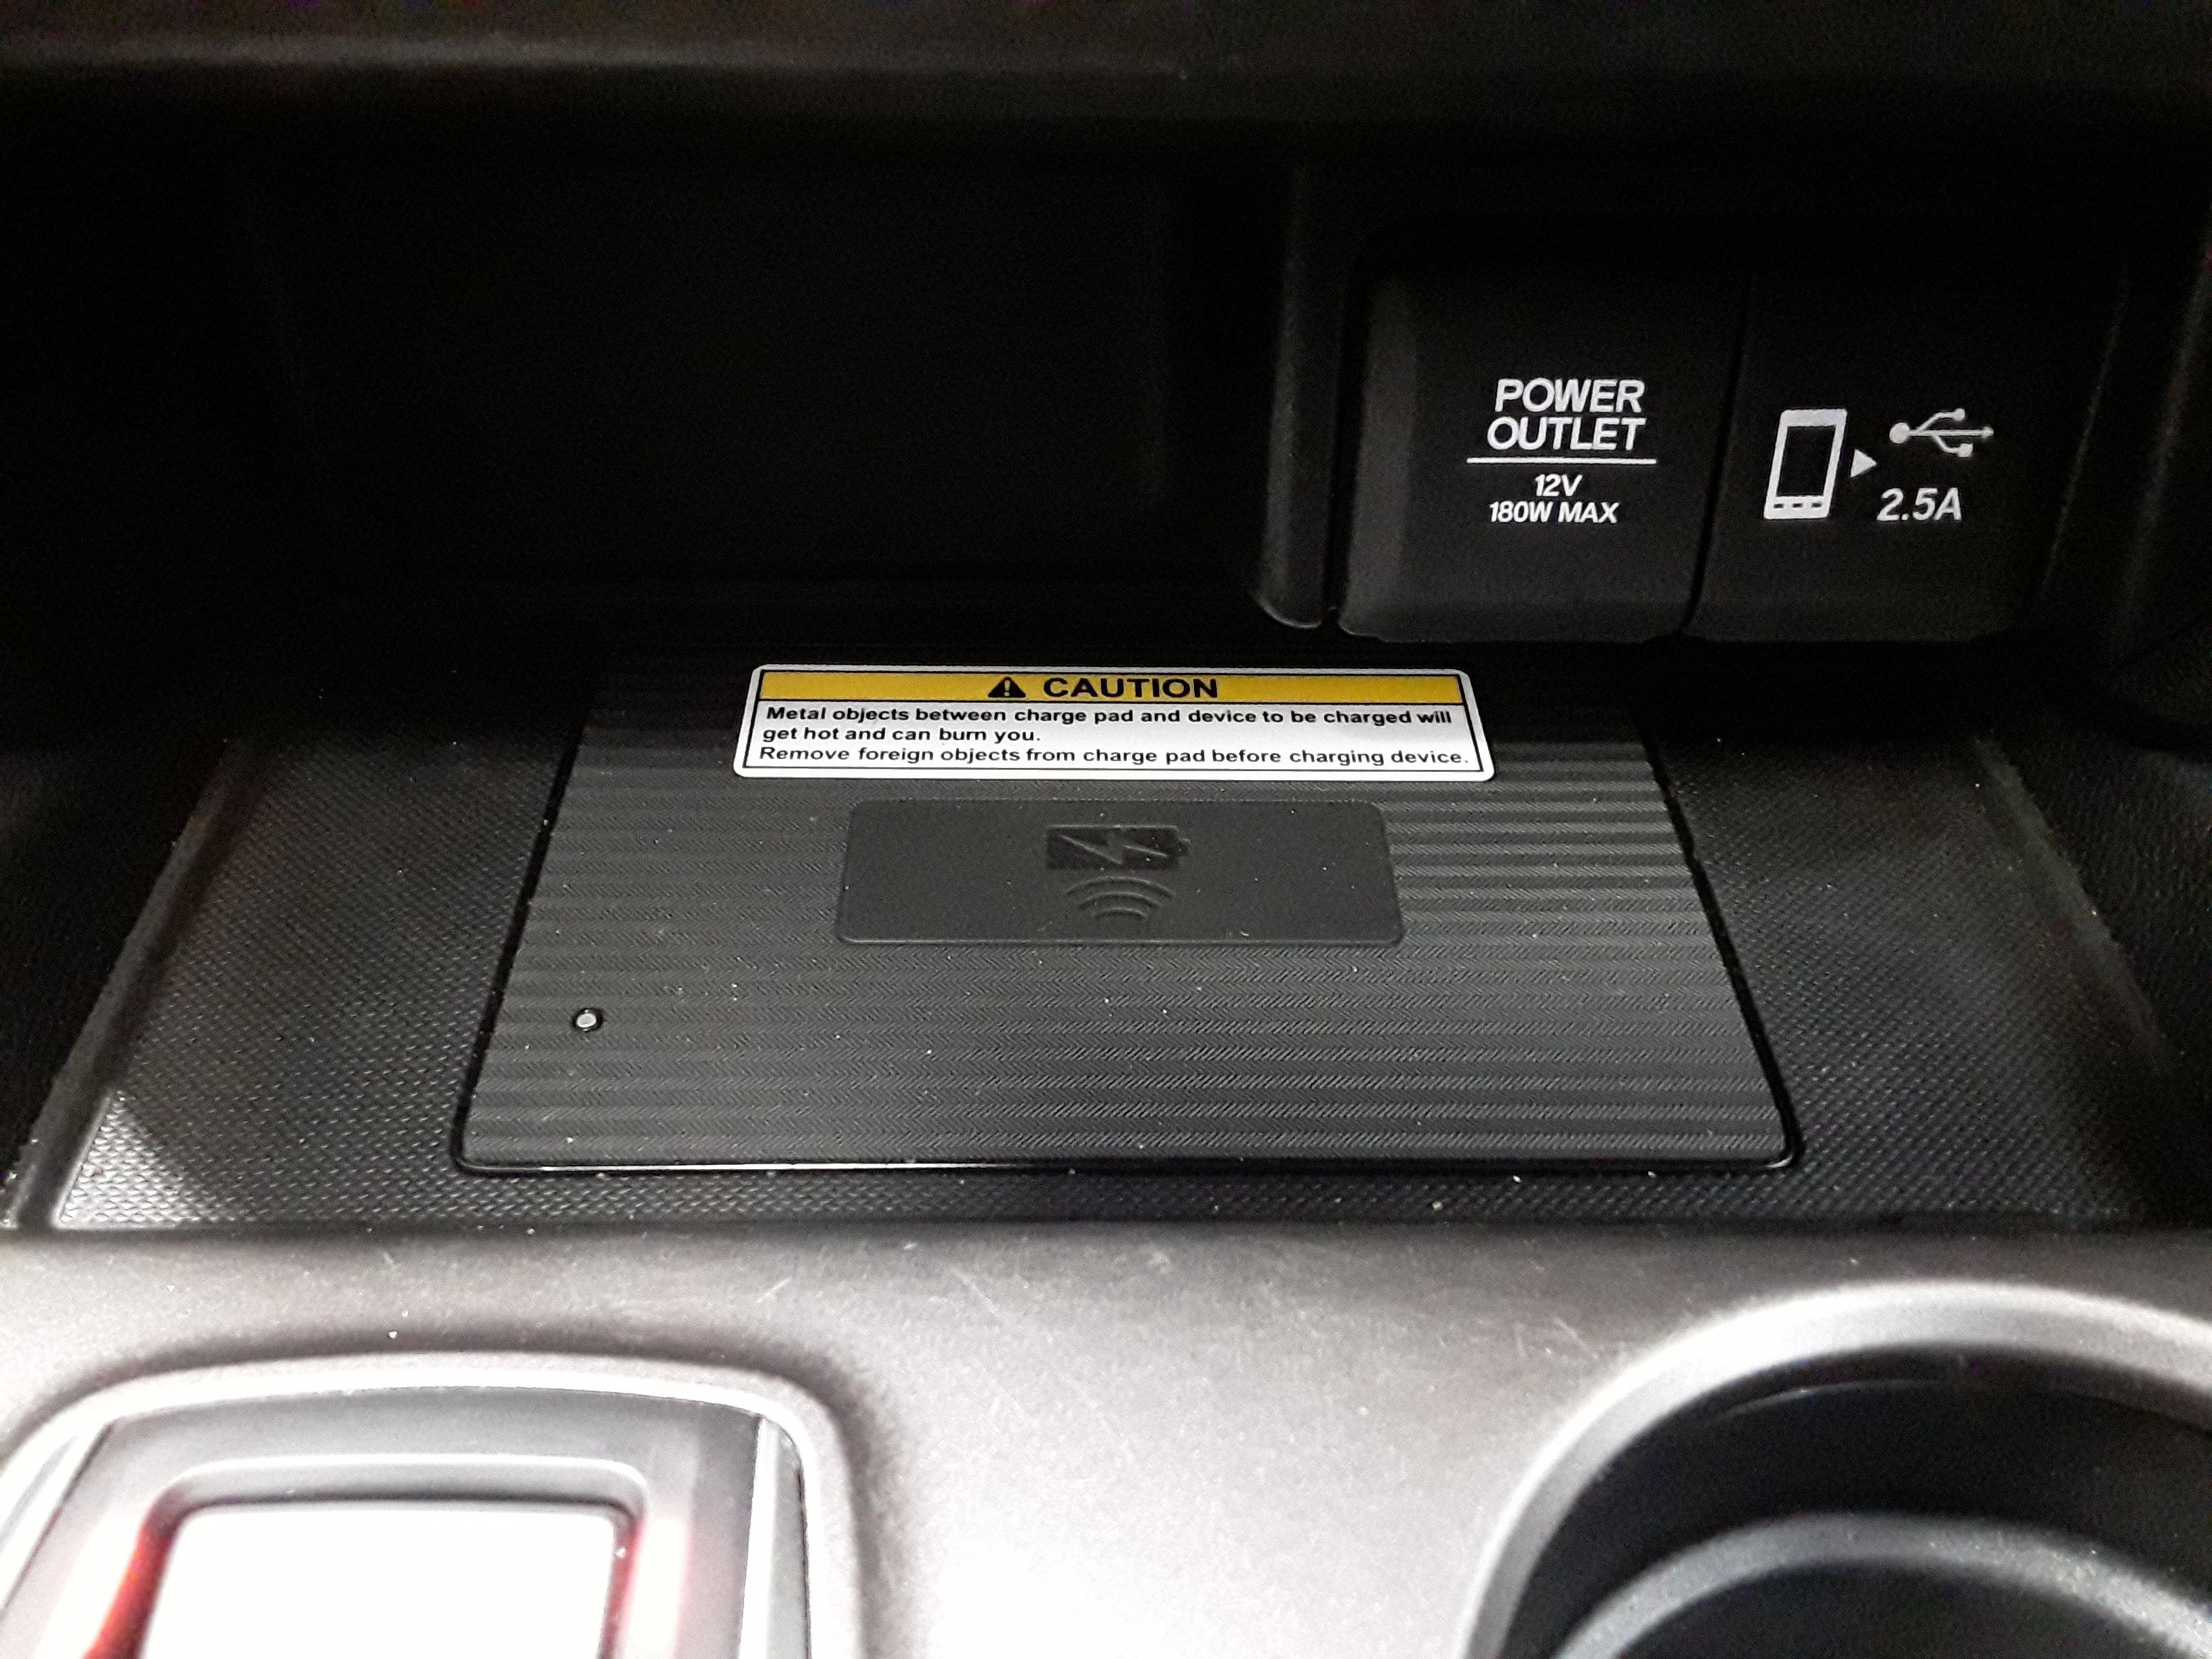 POWER
OUTLET
12V
180W MAX
2.5A
CAUTION
Metal objects between charge pad and device to be charged will
get hot and can burn you.
Remove foreign objects from charge pad before charging device.